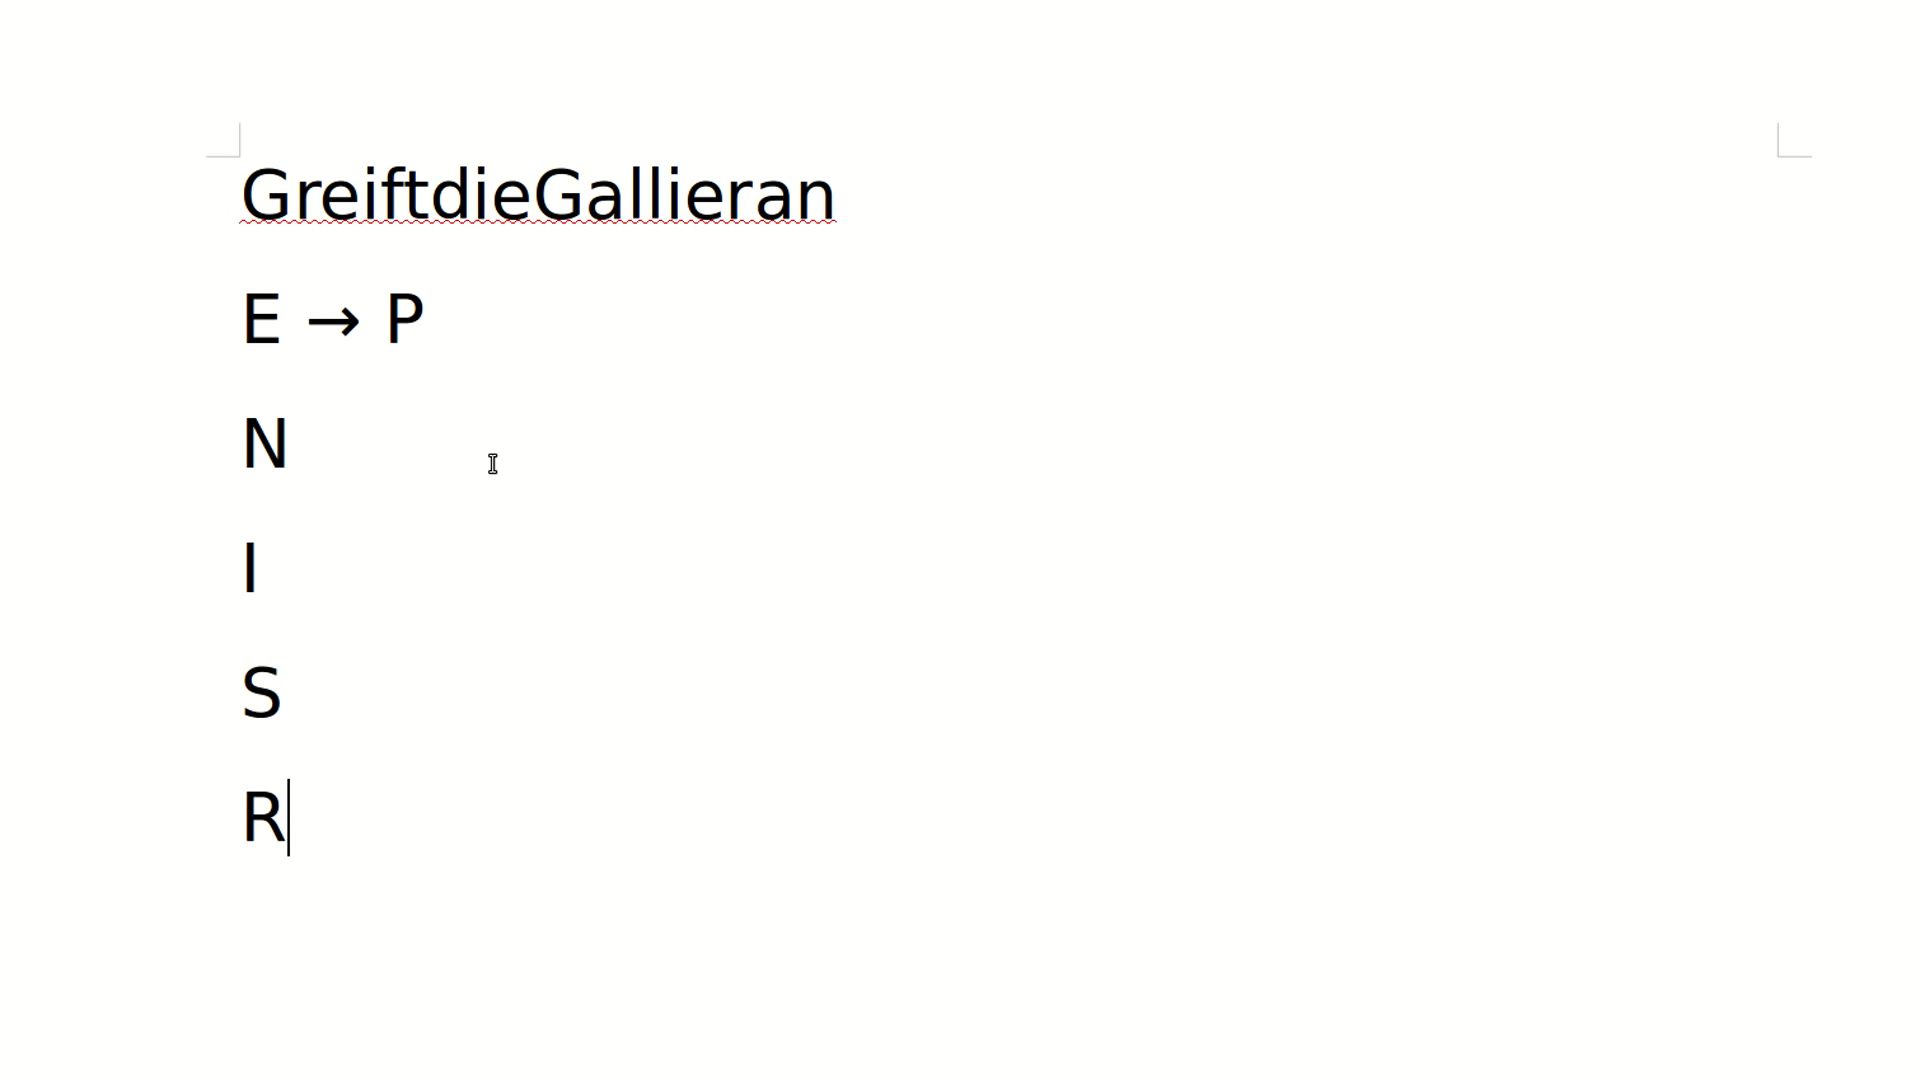 GreiftdieGallieran
E → P
N
I
S
R